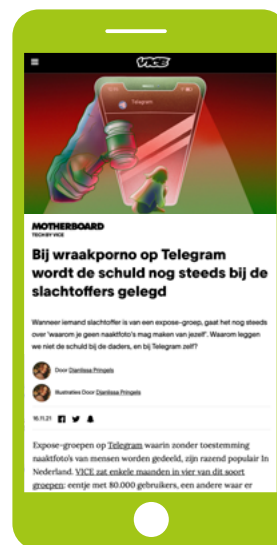 VICE
Telegram
MOTHERBOARD
TECH BY VICE
Bij wraakporno op Telegram
wordt de schuld nog steeds bij de
slachtoffers gelegd
Wanneer iemand slachtoffer is van een expose-groep, gaat het nog steeds
over 'waarom je geen naaktfoto's mag maken van jezelf'. Waarom leggen
we niet de schuld bij de daders, en bij Telegram zelf?
Door Djanlissa Pringels
Illustraties Door Djanlissa Pringels
16.11.21
Expose-groepen op Telegram waarin zonder toestemming
naaktfoto's van mensen worden gedeeld, zijn razend populair In
Nederland. VICE zat enkele maanden in vier van dit soort
groepen: eentje met 80.000 gebruikers, een andere waar er